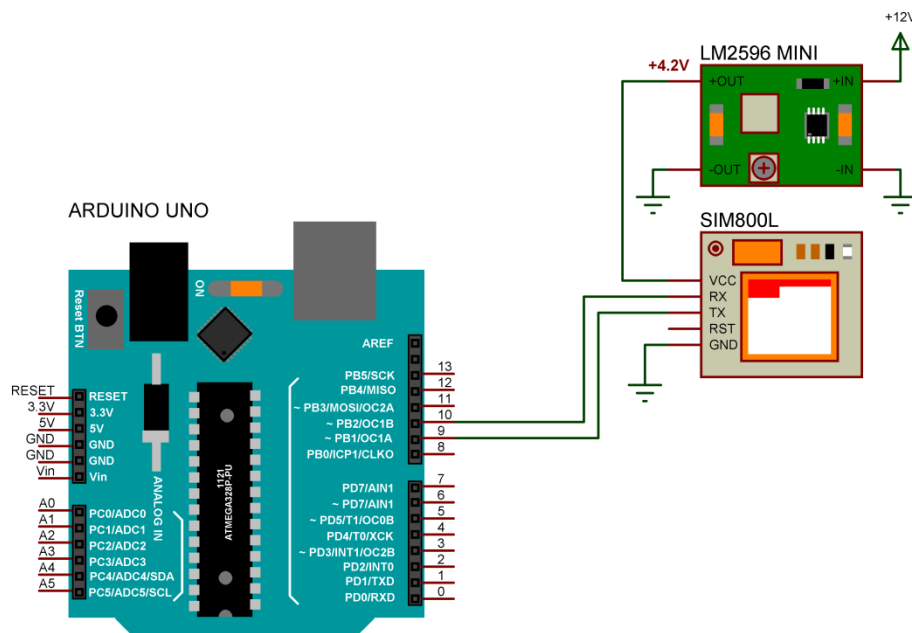 +12V
LM2596 MINI
+4.2V
+OUT
+IN
-OUT
-IN
SIM800L
VCC
RX
TX
RST
GND
ARDUINO UNO
Reset BTN
ON
AREF
PB5/SCK 13
PB4/MISO 12
~ PB3/MOSI/OC2A 11
~ PB2/OC1B 10
~ PB1/OC1A 9
PB0/ICP1/CLKO 8
PD7/AIN1 7
~ PD7/AIN1 6
~ PD5/T1/OC0B 5
PD4/T0/XCK 4
~ PD3/INT1/OC2B 3
PD2/INT0 2
PD1/TXD 1
PD0/RXD 0
RESET RESET
3.3V 3.3V
5V 5V
GND GND
GND GND
Vin Vin
ANALOG IN
A0 PC0/ADC0
A1 PC1/ADC1
A2 PC2/ADC2
A3 PC3/ADC3
A4 PC4/ADC4/SDA
A5 PC5/ADC5/SCL
1121
ATMEGA328P-PU